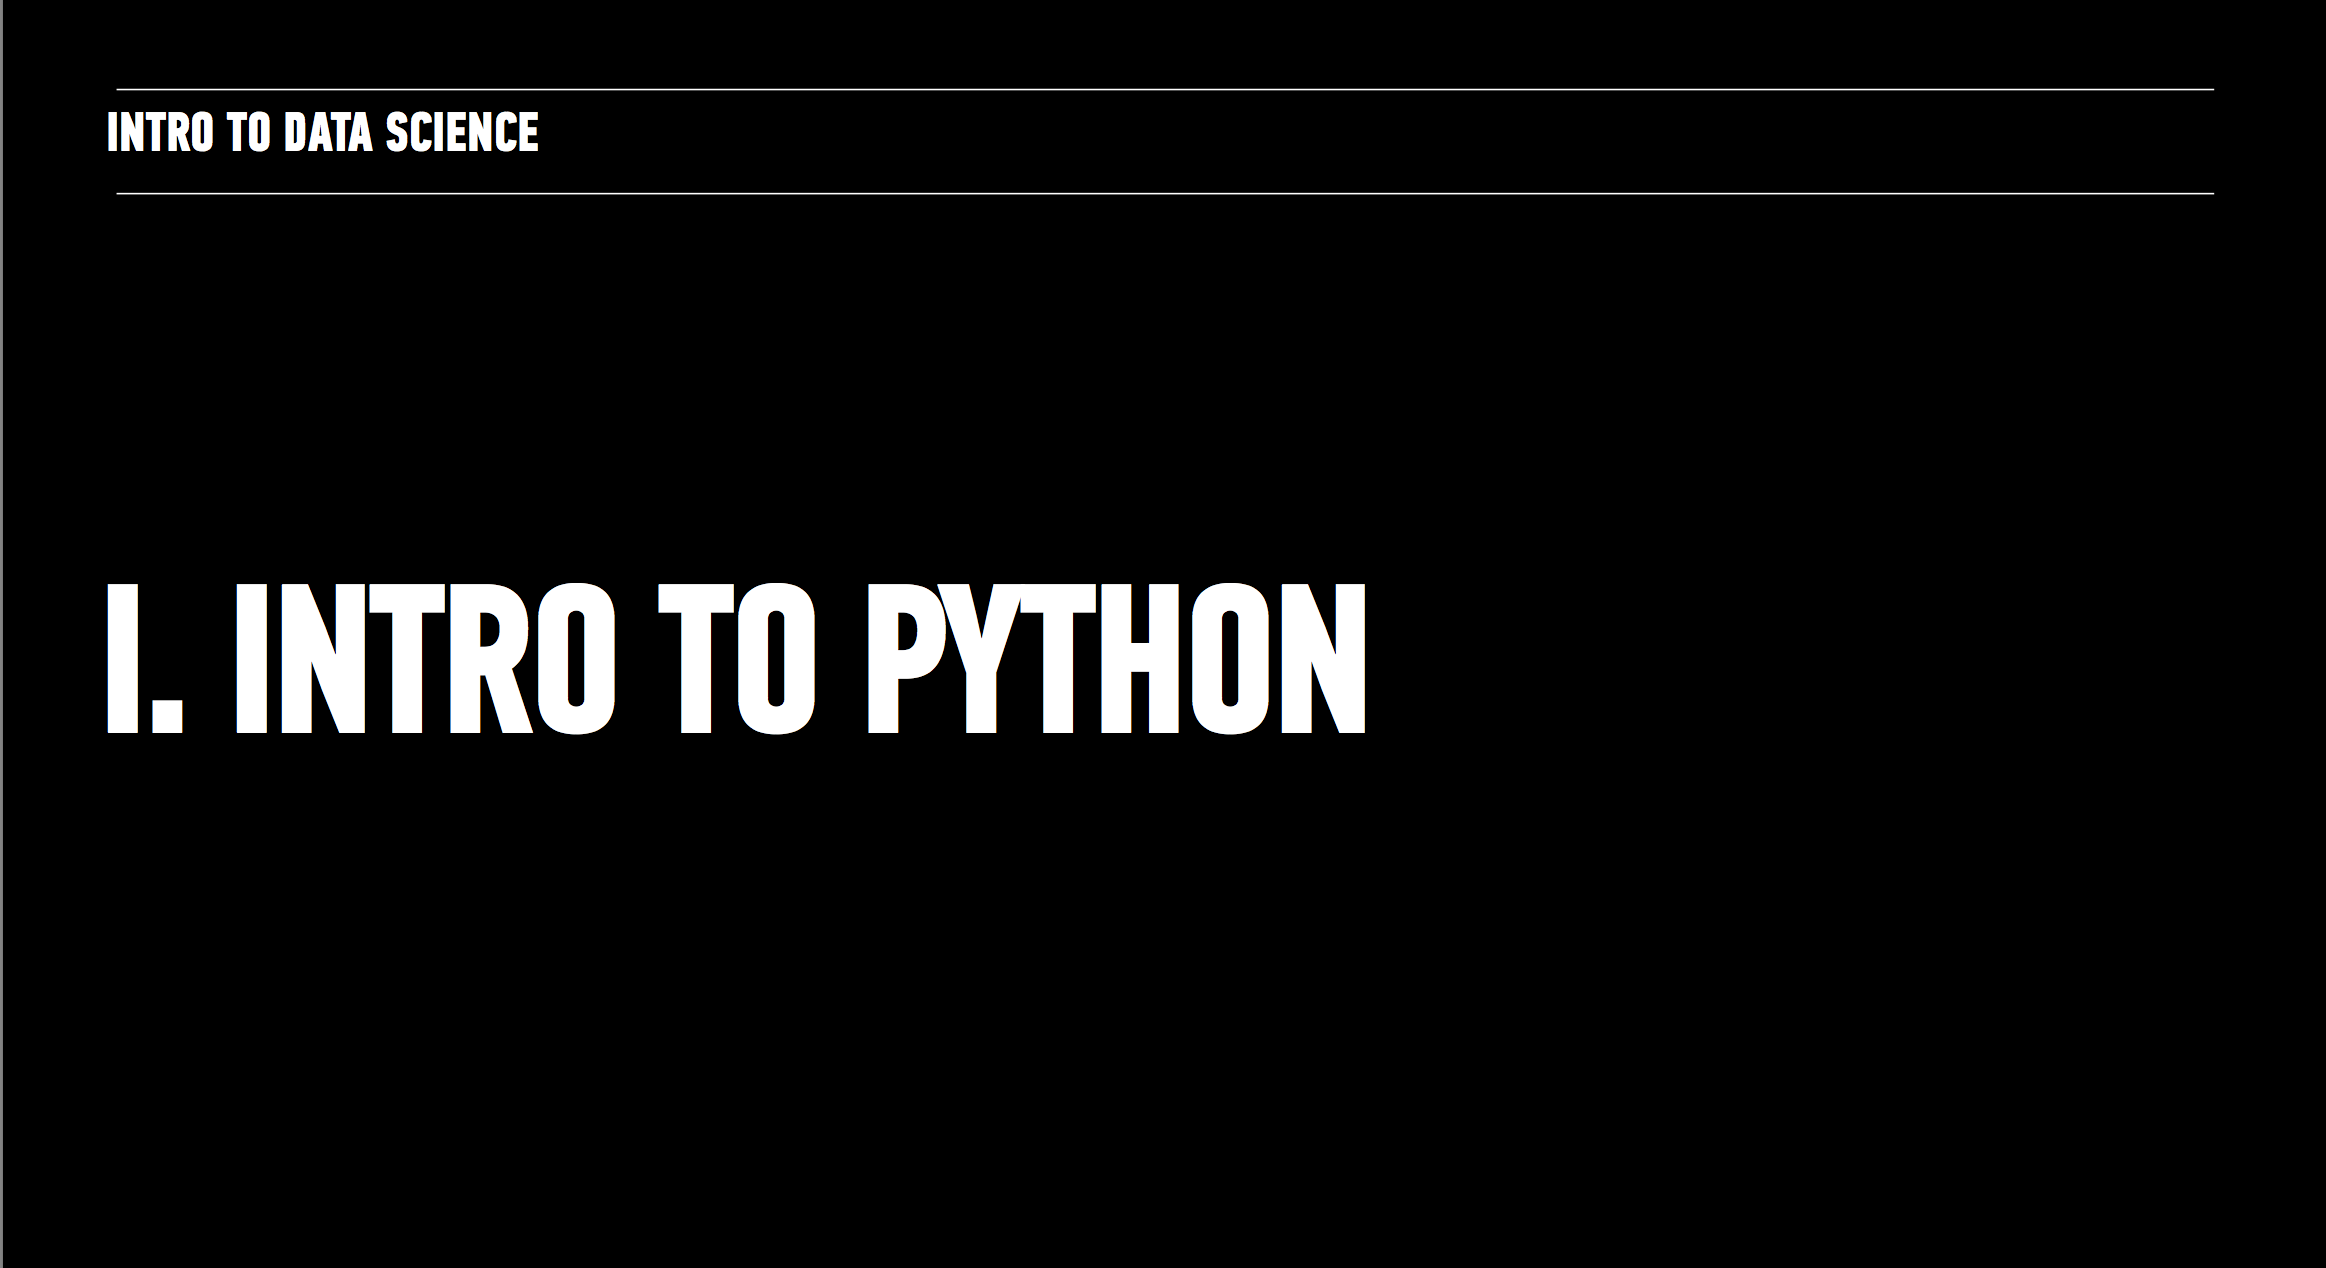 INTRO TO DATA SCIENCE
I. INTRO TO PYTHON